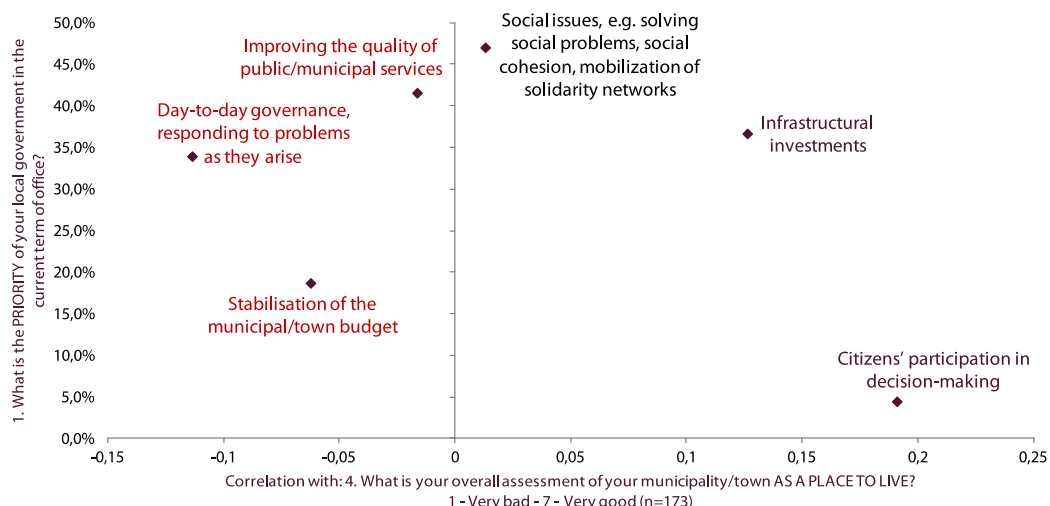 1. What is the PRIORITY of your local government in the
current term of office?
50,0%
45,0%
40,0%
35,0%
30,0%
25,0%
20,0%
15,0%
10,0%
5,0%
0,0%
Improving the quality of
public/municipal services
Social issues, e.g. solving
social problems, social
cohesion, mobilization of
solidarity networks
Day-to-day governance,
responding to problems
as they arise
Infrastructural
investments
Stabilisation of the
municipal/town budget
Citizens' participation in
decision-making
-0,15
-0,1
-0,05
0
0,05
0,1
0,15
0,2
0,25
Correlation with: 4. What is your overall assessment of your municipality/town AS A PLACE TO LIVE?
1 - Very bad - 7 - Very good (n=173)